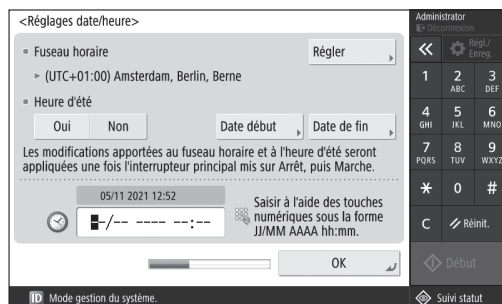 <Réglages date/heure>
Fuseau horaire
Régler
(UTC+01:00) Amsterdam, Berlin, Berne
Heure d'été
Oui Non Date début Date de fin
Les modifications apportées au fuseau horaire et à l'heure d'été seront
appliquées une fois l'interrupteur principal mis sur Arrêt, puis Marche.
05/11 2021 12:52
-/-- ---- --:--
Saisir à l'aide des touches
numériques sous la forme
JJ/MM AAAA hh:mm.
OK
ID Mode gestion du système.
Administrator
Déconnexion
Régl./
Enreg.
1 2 3
ABC DEF
4 5 6
GHI JKL MNO
7 8 9
PQRS TUV WXYZ
* 0 #
C Réinit.
Début
Suivi statut